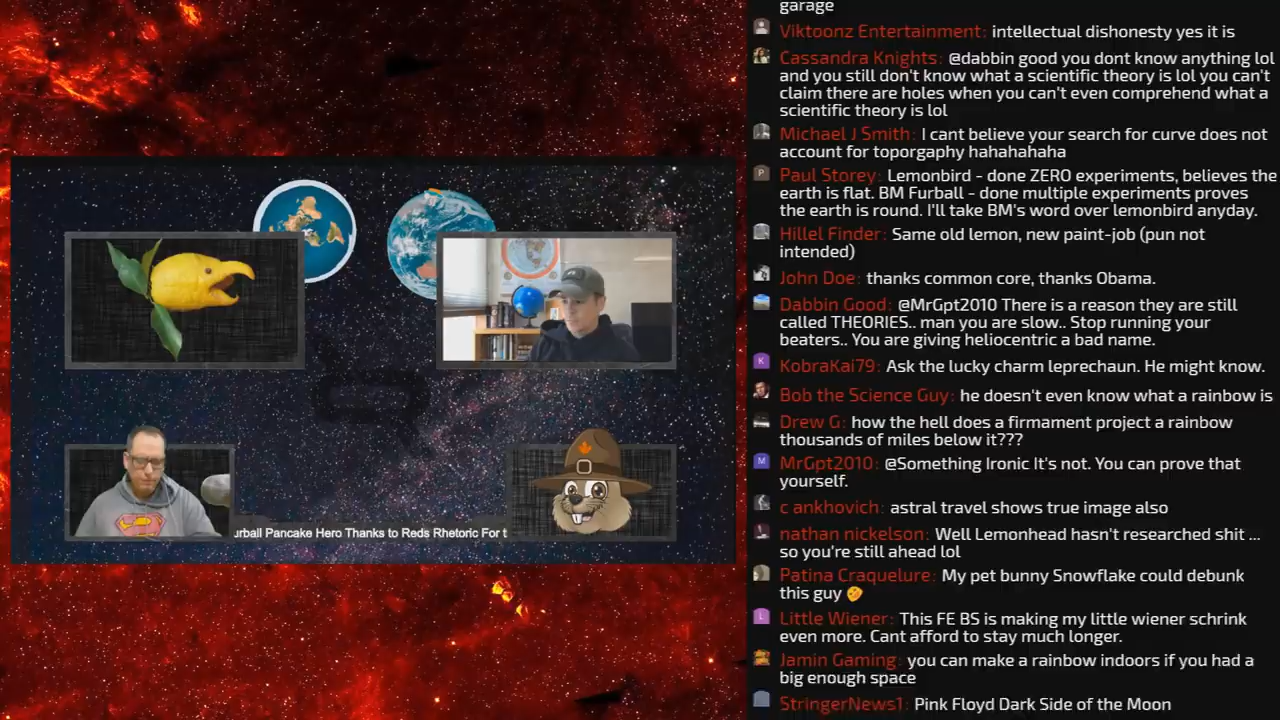 garage
Viktoonz Entertainment: intellectual dishonesty yes it is
Cassandra Knights: @dabbin good you dont know anything lol
and you still don't know what a scientific theory is lol you can't
claim there are holes when you can't even comprehend what a
scientific theory is lol
Michael J Smith: I cant believe your search for curve does not
account for toporgaphy hahahahaha
Paul Storey: Lemonbird - done ZERO experiments, believes the
earth is flat. BM Furball - done multiple experiments proves
the earth is round. I'll take BM's word over lemonbird anyday.
Hillel Finder: Same old lemon, new paint-job (pun not
intended)
John Doe: thanks common core, thanks Obama.
Dabbin Good: @MrGpt2010 There is a reason they are still
called THEORIES.. man you are slow.. Stop running your
beaters.. You are giving heliocentric a bad name.
KobraKai79: Ask the lucky charm leprechaun. He might know.
Bob the Science Guy: he doesn't even know what a rainbow is
Drew G: how the hell does a firmament project a rainbow
thousands of miles below it???
MrGpt2010: @Something Ironic It's not. You can prove that
yourself.
c ankhovich: astral travel shows true image also
nathan nickelson: Well Lemonhead hasn't researched shit ...
so you're still ahead lol
Patina Craquelure: My pet bunny Snowflake could debunk
this guy 🤔
Little Wiener: This FE BS is making my little wiener schrink
even more. Cant afford to stay much longer.
Jamin Gaming: you can make a rainbow indoors if you had a
big enough space
StringerNews1: Pink Floyd Dark Side of the Moon
urball Pancake Hero Thanks to Reds Rhetoric For t